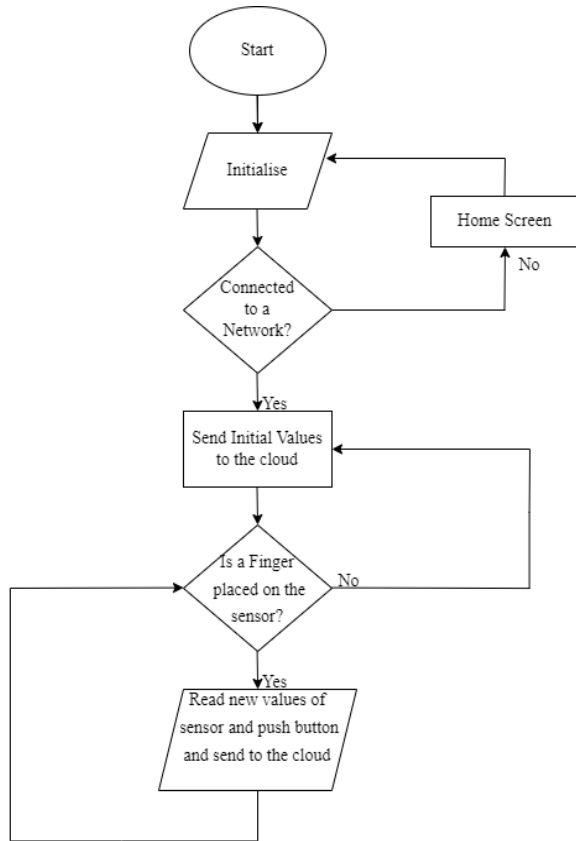 Start
Initialise
Home Screen
No
Connected
to a
Network?
Yes
Send Initial Values
to the cloud
Is a Finger
placed on the
sensor?
No
Yes
Read new values of
sensor and push button
and send to the cloud